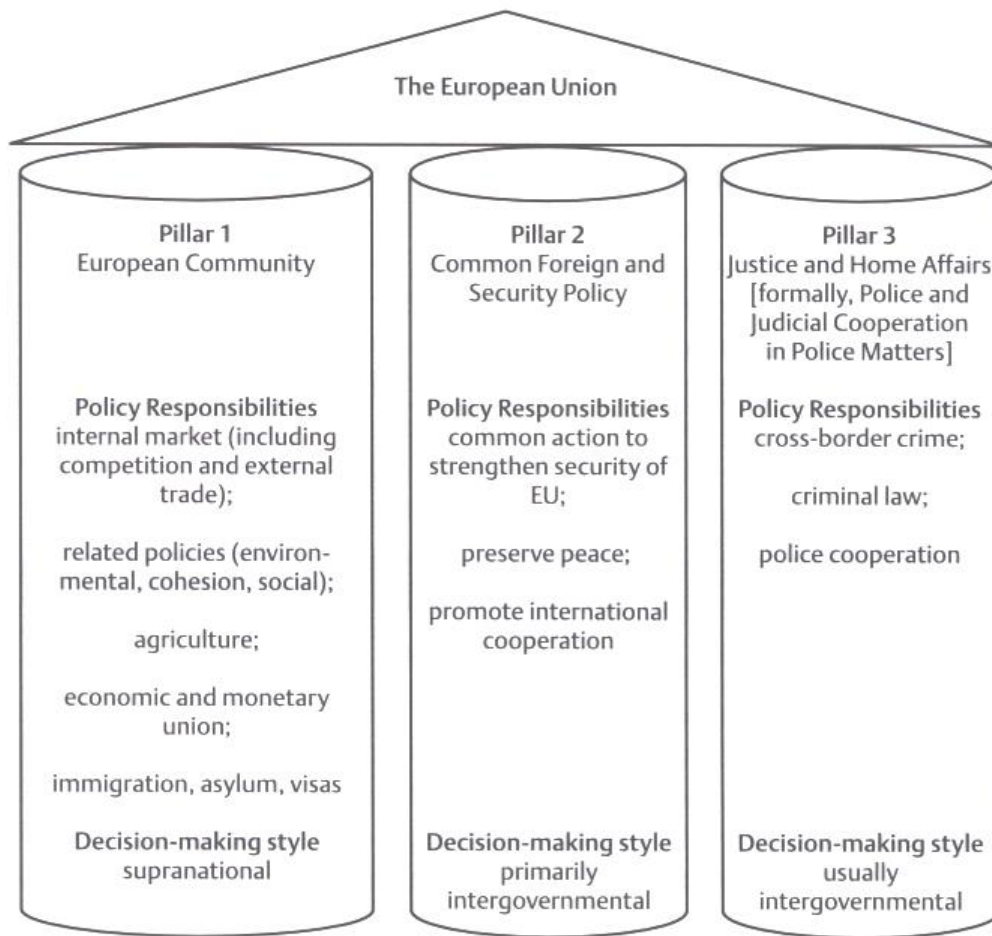 The European Union
Pillar 1
European Community
Policy Responsibilities
internal market (including
competition and external
trade);
related policies (environ-
mental, cohesion, social);
agriculture;
economic and monetary
union;
immigration, asylum, visas
Decision-making style
supranational
Pillar 2
Common Foreign and
Security Policy
Policy Responsibilities
common action to
strengthen security of
EU;
preserve peace;
promote international
cooperation
Decision-making style
primarily
intergovernmental
Pillar 3
Justice and Home Affairs
[formally, Police and
Judicial Cooperation
in Police Matters]
Policy Responsibilities
cross-border crime;
criminal law;
police cooperation
Decision-making style
usually
intergovernmental